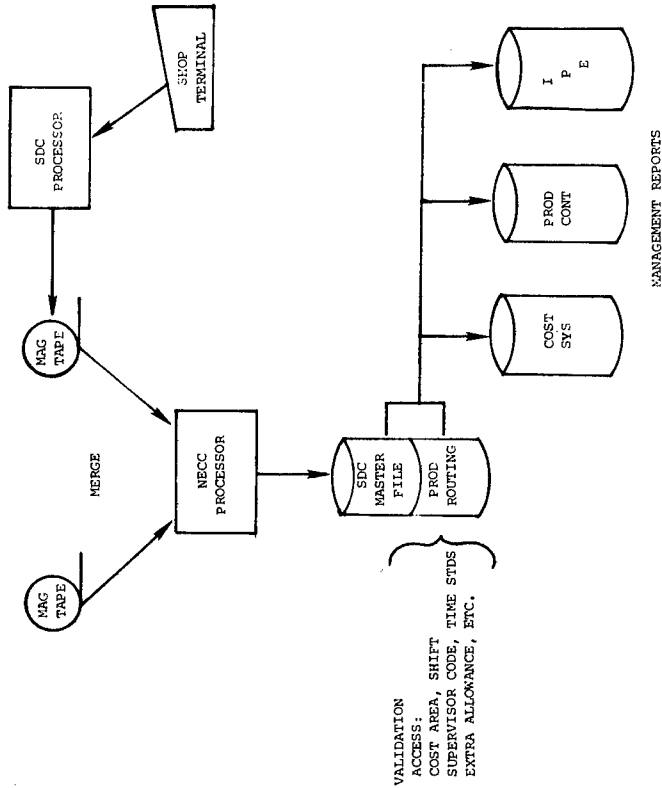 SHOP
TERMINAL
SDC
PROCESSOR
MAG
TAPE
MERGE
MAG
TAPE
NECC
PROCESSOR
SDC
MASTER
FILE
PROD
ROUTING
VALIDATION
ACCESS:
COST AREA, SHIFT
SUPERVISOR CODE, TIME STDS
EXTRA ALLOWANCE, ETC.
COST
SYS
PROD
CONT
I
P
E
MANAGEMENT REPORTS